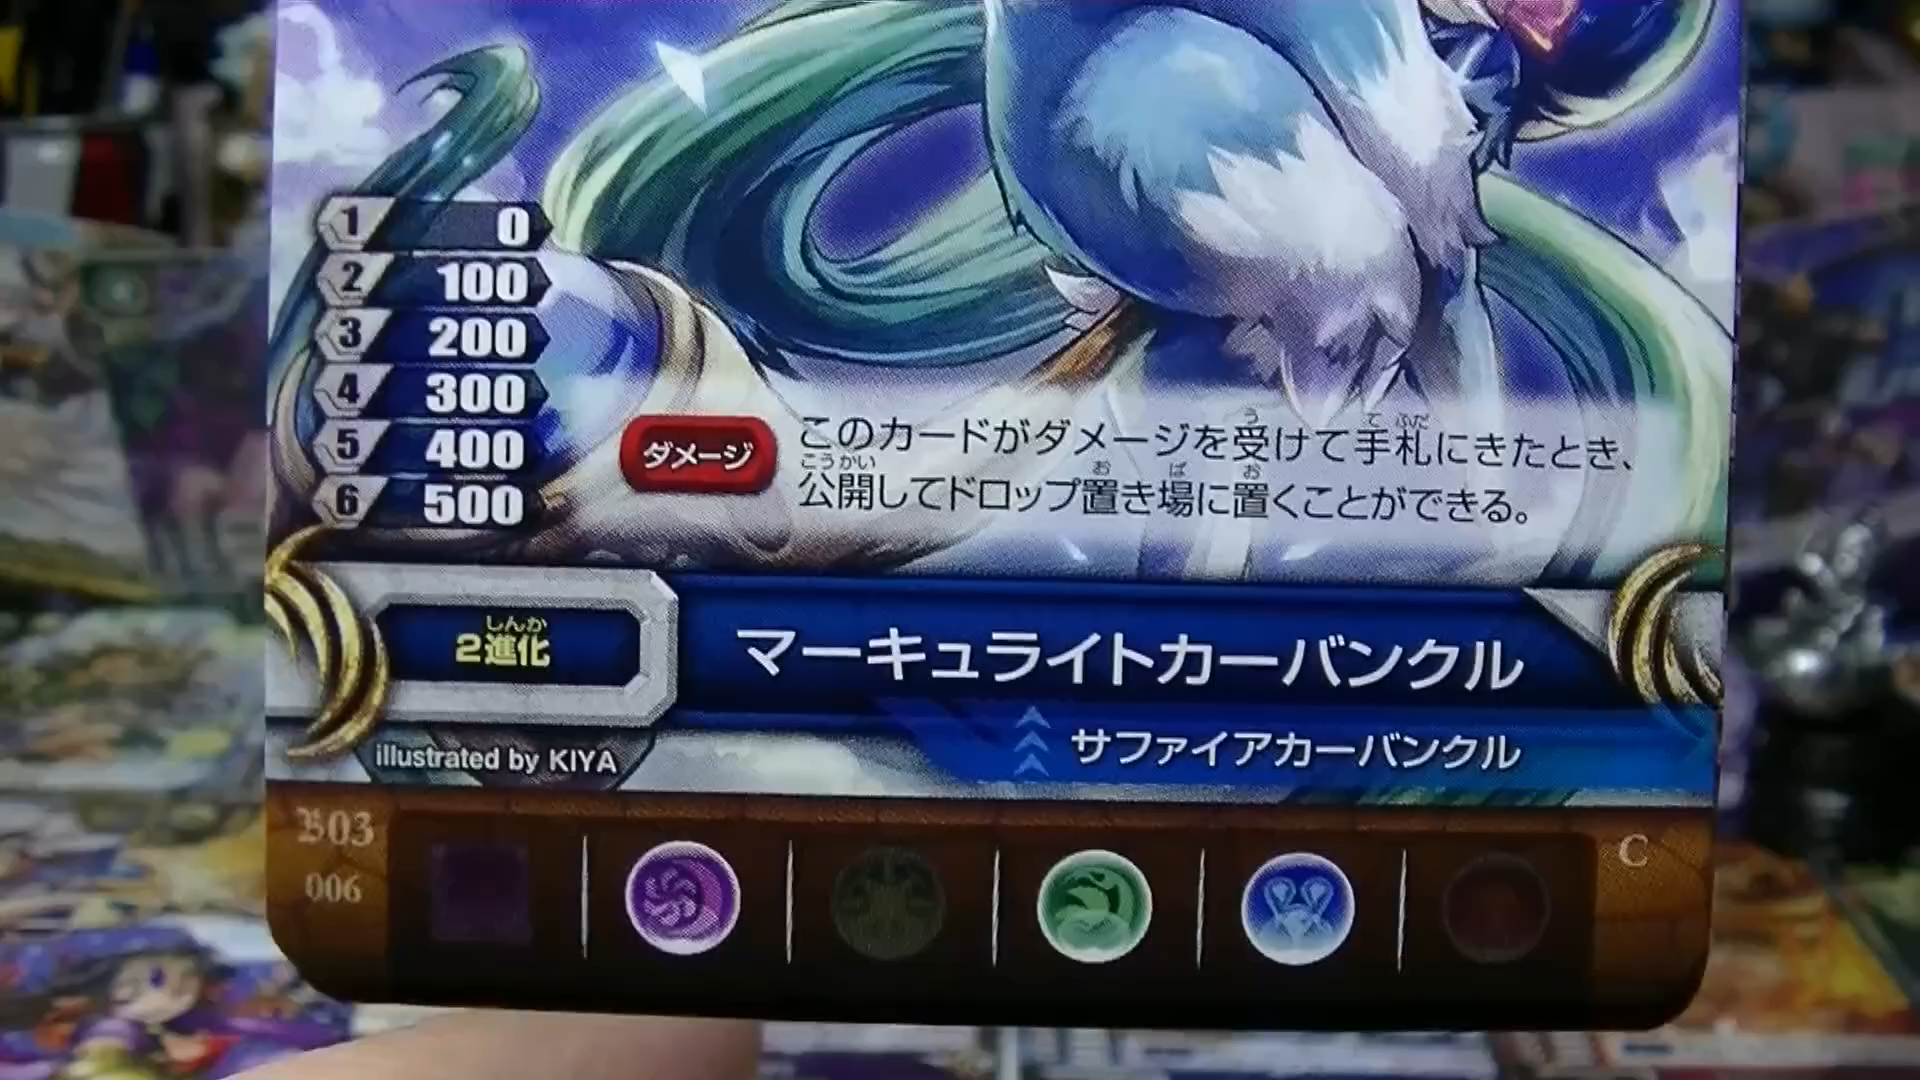 1 0
2 100
3 200
4 300
5 400
6 500
ダメージ
このカードがダメージを受けて手札にきたとき、
公開してドロップ置き場に置くことができる。
2進化
マーキュライトカーバンクル
サファイアカーバンクル
illustrated by KIYA
B03
006
C